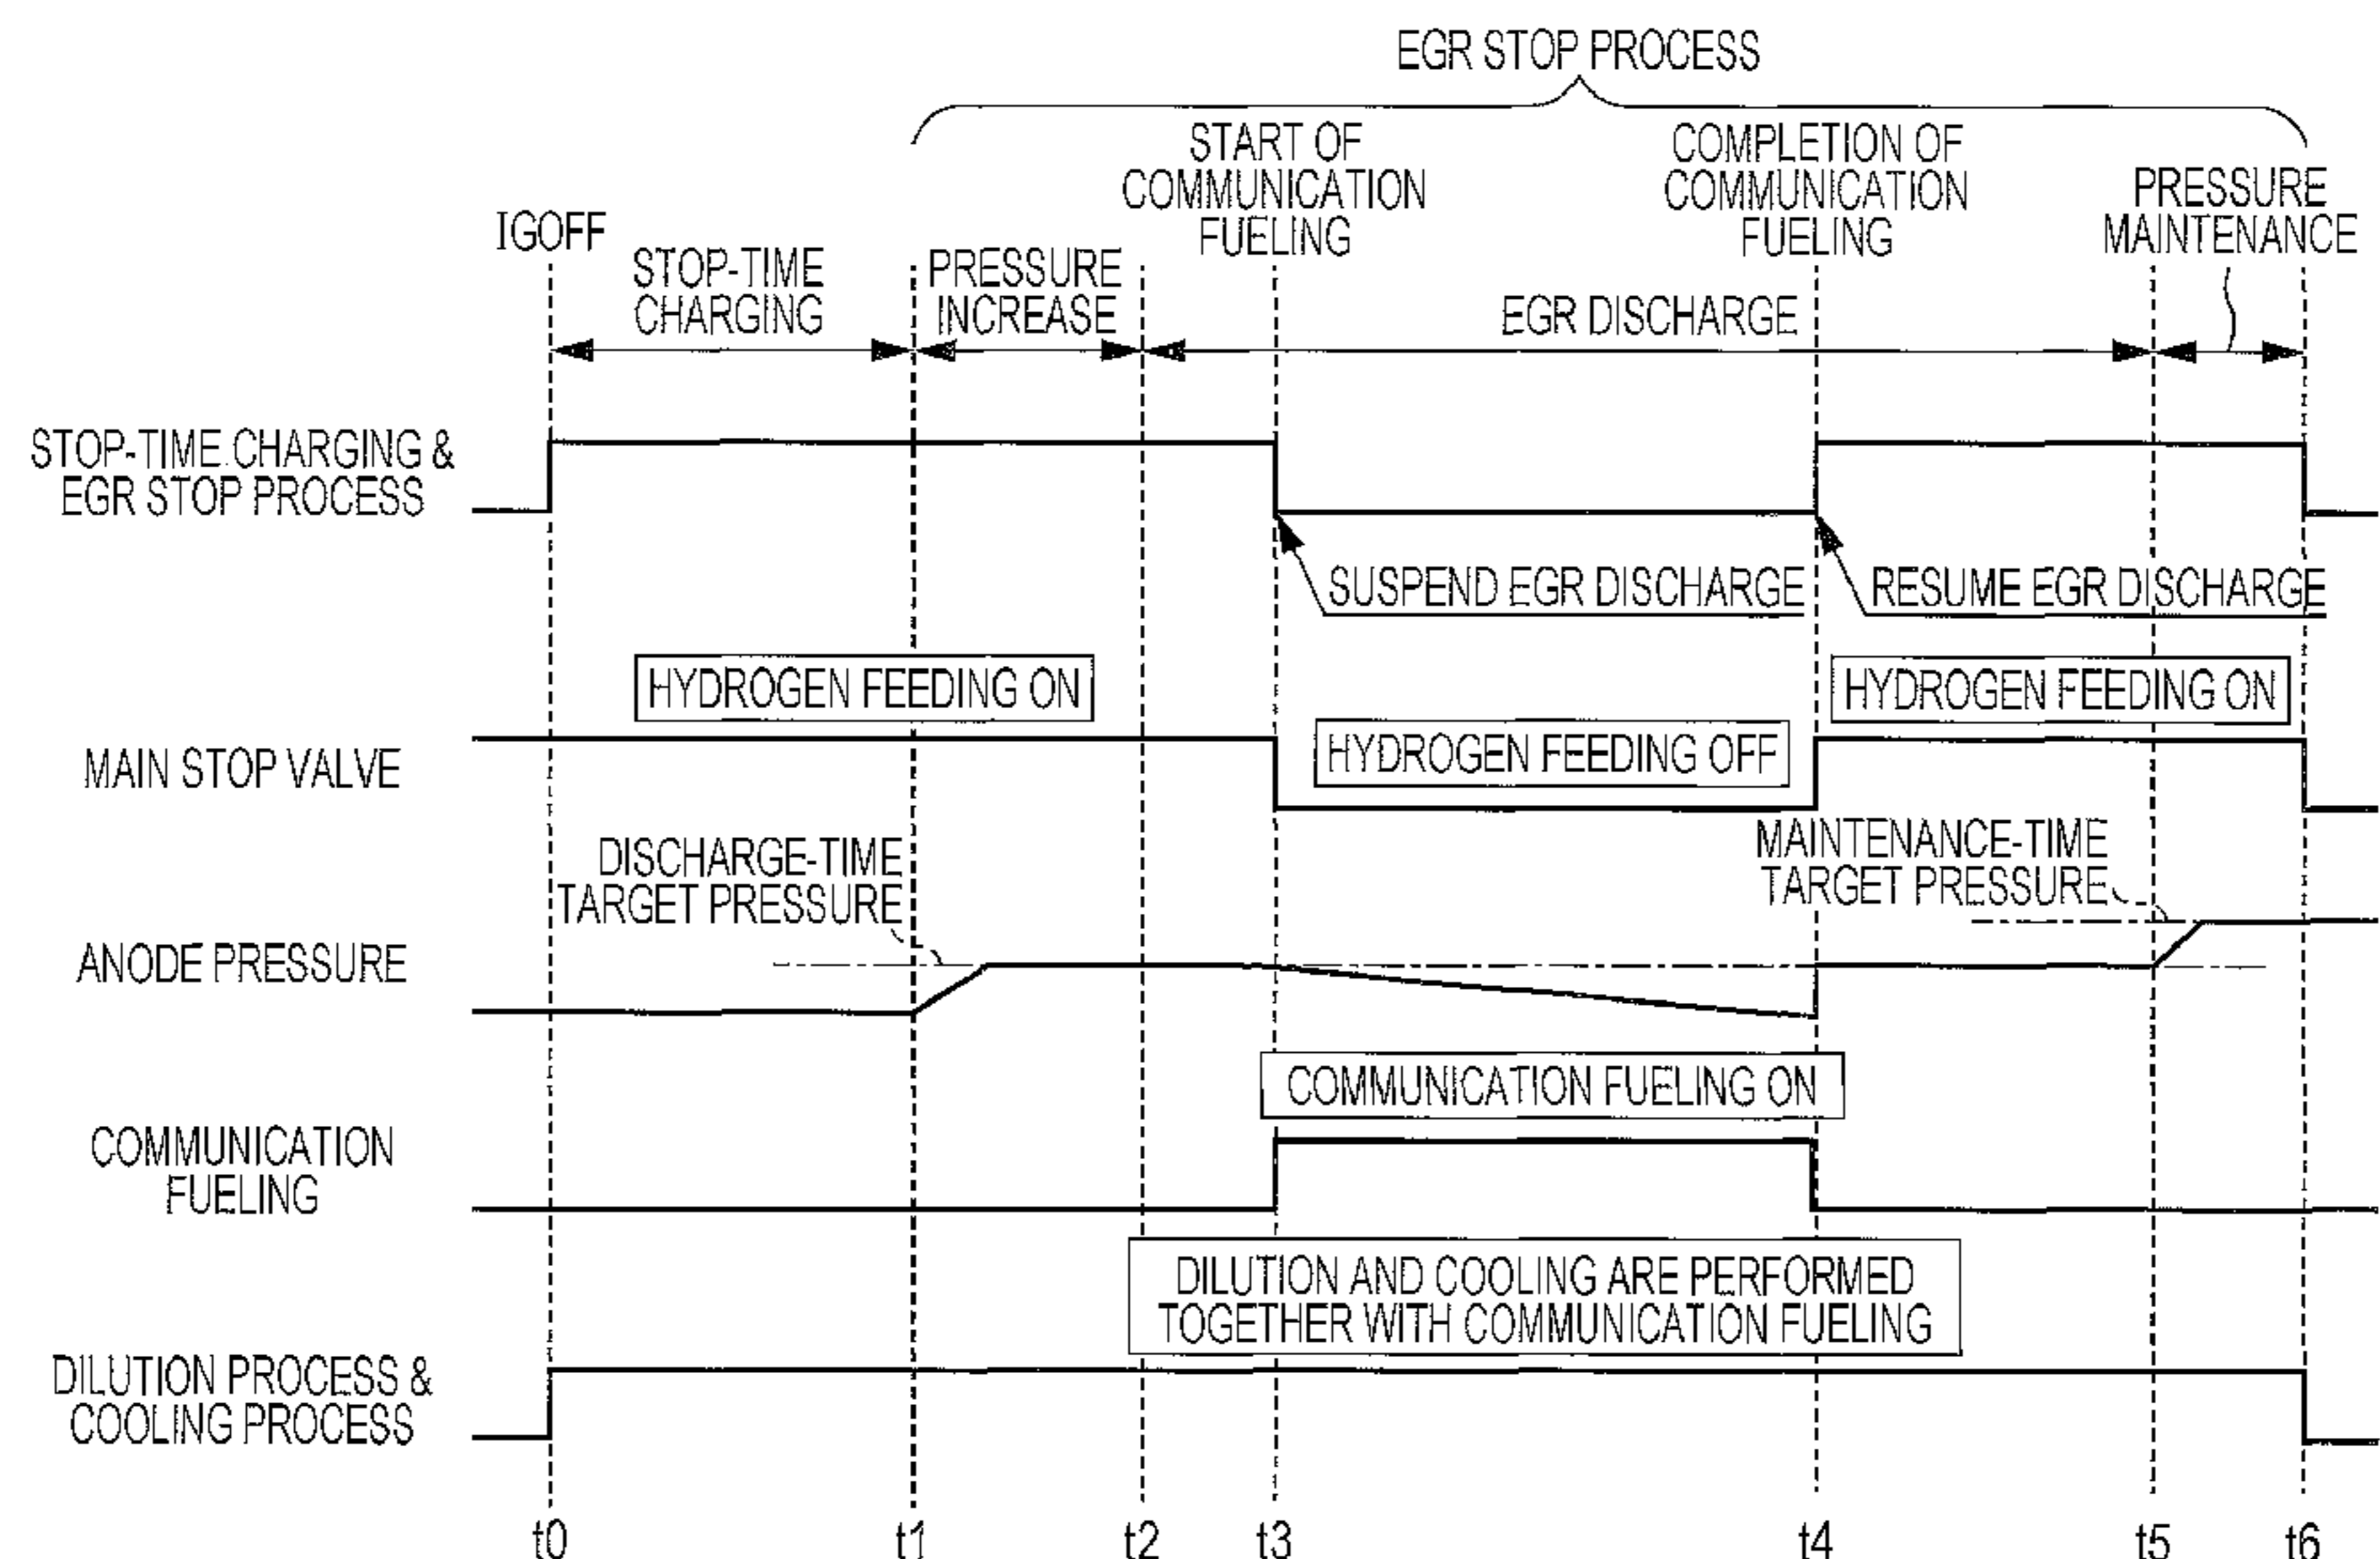 EGR STOP PROCESS
START OF
COMMUNICATION
FUELING
COMPLETION OF
COMMUNICATION
FUELING
PRESSURE
MAINTENANCE
IGOFF
STOP-TIME
CHARGING
PRESSURE
INCREASE
EGR DISCHARGE
STOP-TIME CHARGING &
EGR STOP PROCESS
SUSPEND EGR DISCHARGE
RESUME EGR DISCHARGE
HYDROGEN FEEDING ON
HYDROGEN FEEDING ON
MAIN STOP VALVE
HYDROGEN FEEDING OFF
DISCHARGE-TIME
TARGET PRESSURE
MAINTENANCE-TIME
TARGET PRESSURE
ANODE PRESSURE
COMMUNICATION FUELING ON
COMMUNICATION
FUELING
DILUTION AND COOLING ARE PERFORMED
TOGETHER WITH COMMUNICATION FUELING
DILUTION PROCESS &
COOLING PROCESS
t0 t1 t2 t3 t4 t5 t6